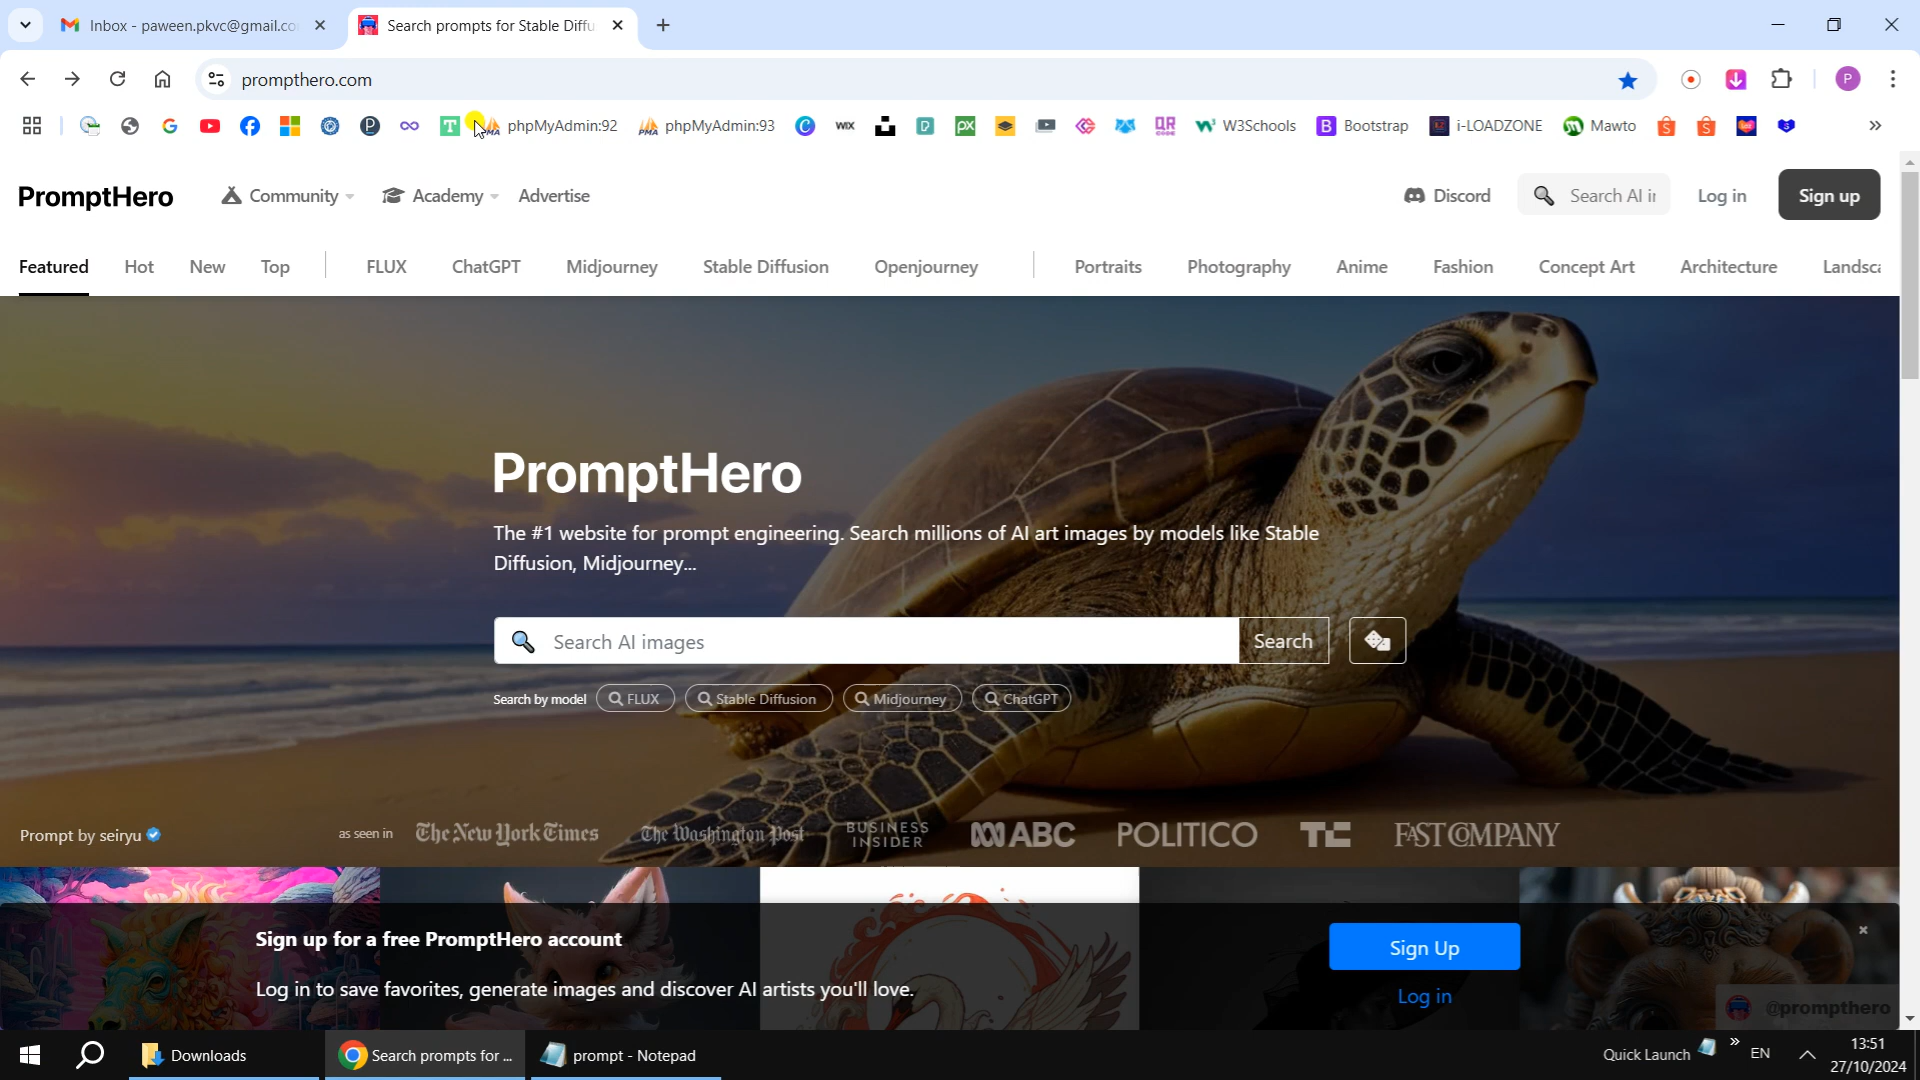 Inbox - paween.pkvc@gmail.co
Search prompts for Stable Diffu
prompthero.com
P
T
phpMyAdmin:92
phpMyAdmin:93
WIX
W3Schools
Bootstrap
i-LOADZONE
Mawto
PromptHero
Community
Academy
Advertise
Discord
Search AI ir
Log in
Sign up
Featured
Hot
New
Top
FLUX
ChatGPT
Midjourney
Stable Diffusion
Openjourney
Portraits
Photography
Anime
Fashion
Concept Art
Architecture
Landsca
PromptHero
The #1 website for prompt engineering. Search millions of AI art images by models like Stable
Diffusion, Midjourney...
Search AI images
Search
Search by model
FLUX
Stable Diffusion
Midjourney
ChatGPT
Prompt by seiryu
as seen in
The New York Times
The Washington Post
BUSINESS
INSIDER
ABC
POLITICO
TC
FAST COMPANY
Sign up for a free PromptHero account
Log in to save favorites, generate images and discover AI artists you'll love.
Sign Up
Log in
@prompthero
Downloads
Search prompts for ...
prompt - Notepad
Quick Launch
EN
13:51
27/10/2024